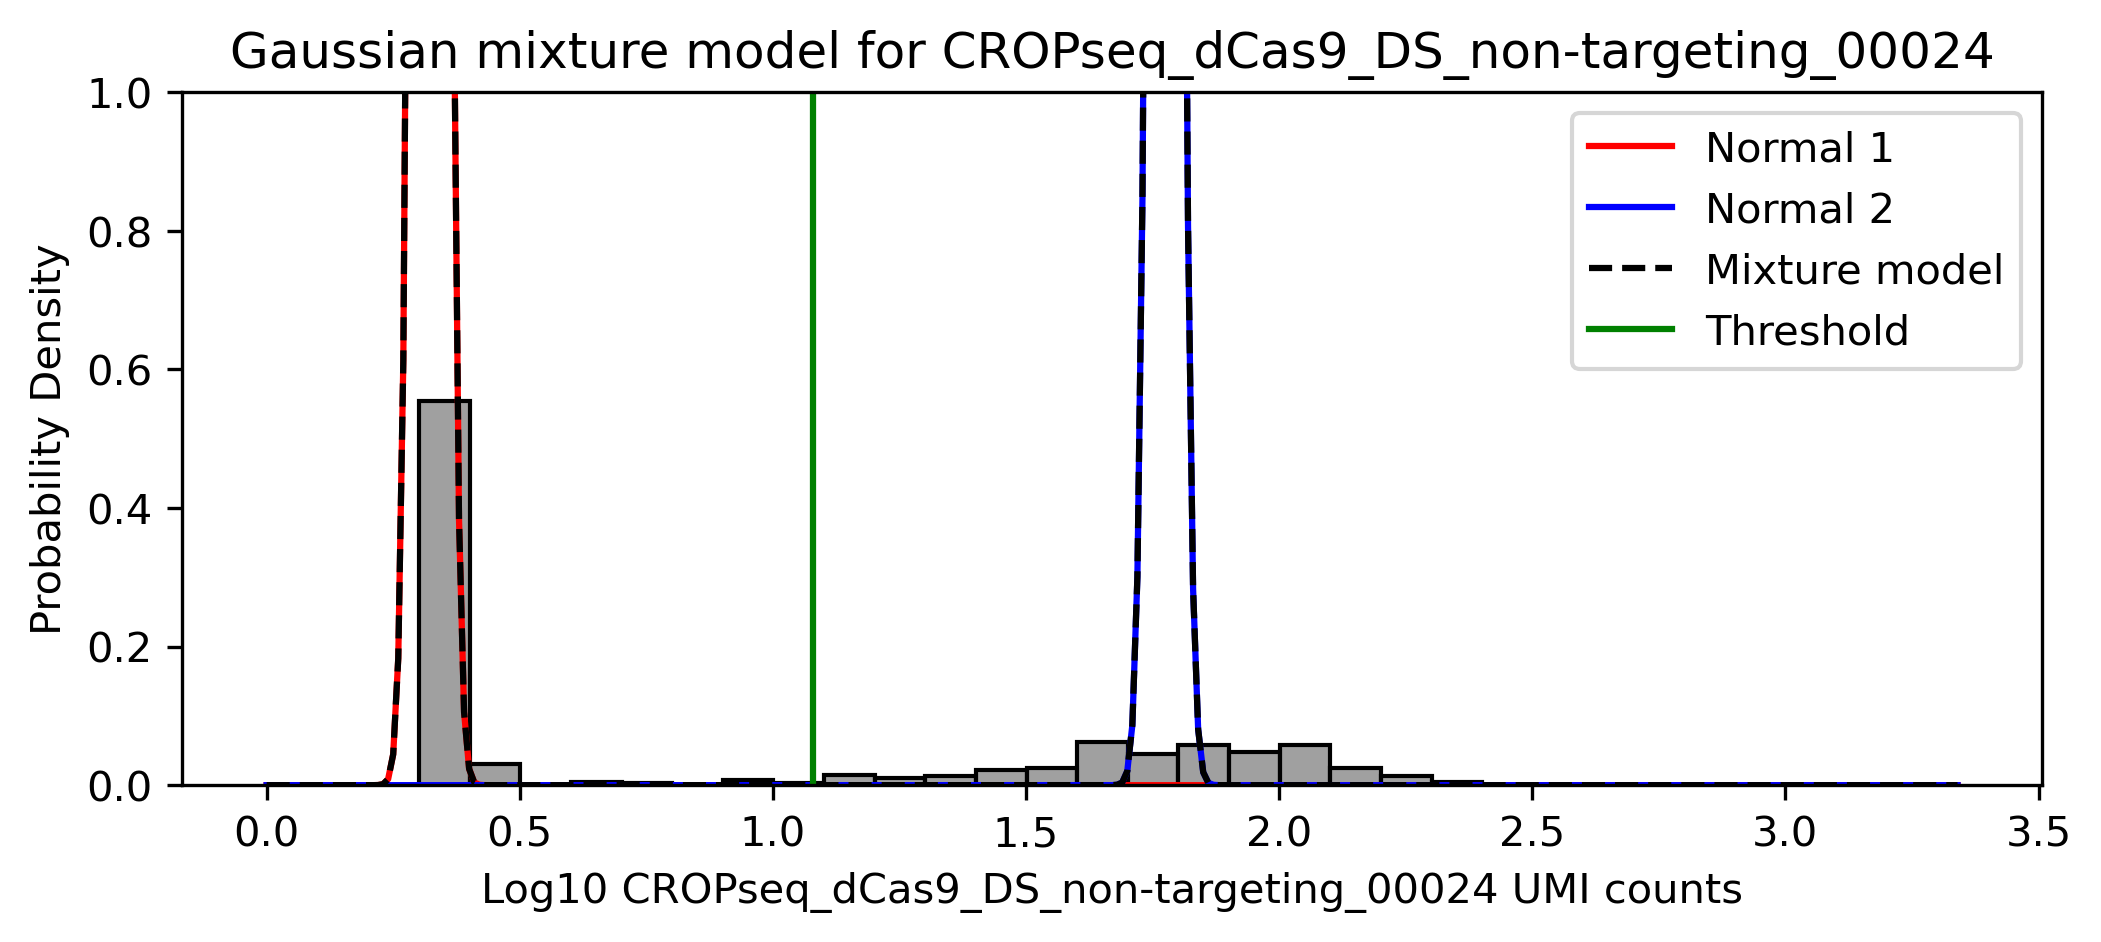 Gaussian mixture model for CROPseq_dCas9_DS_non-targeting_00024
1.0
0.8
0.6
0.4
0.2
0.0
Probability Density
Normal 1
Normal 2
Mixture model
Threshold
0.0 0.5 1.0 1.5 2.0 2.5 3.0 3.5
Log10 CROPseq_dCas9_DS_non-targeting_00024 UMI counts